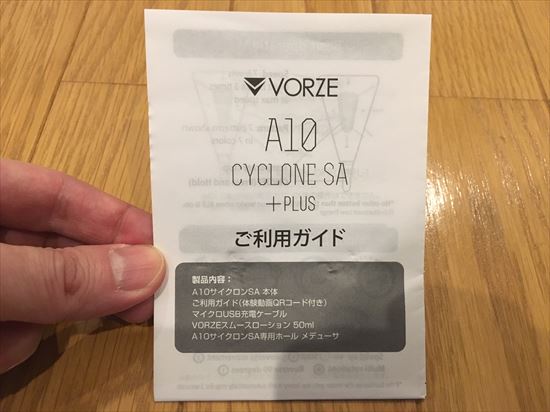 VORZE
A10
CYCLONE SA
+PLUS
ご利用ガイド
製品内容：
A10サイクロンSA 本体
ご利用ガイド(体験動画QRコード付き)
マイクロUSB充電ケーブル
VORZEスムースローション 50ml
A10サイクロンSA専用ホール メデューサ